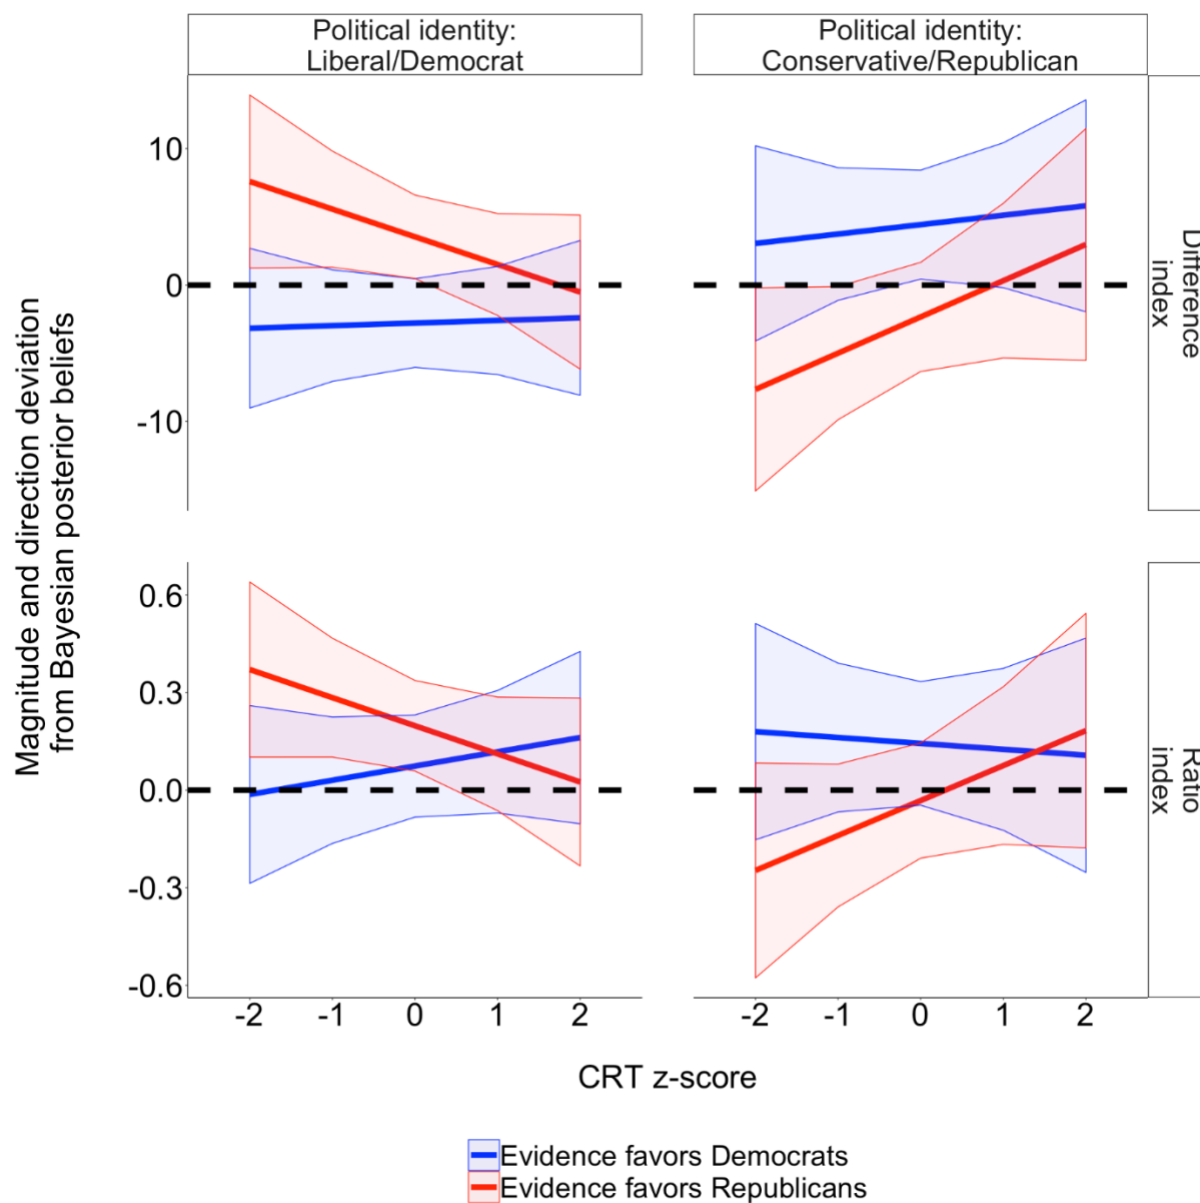 Political identity:
Liberal/Democrat
Political identity:
Conservative/Republican
Magnitude and direction deviation
from Bayesian posterior beliefs
10
0
-10
Difference
index
0.6
0.3
0.0
-0.3
-0.6
Ratio
index
-2 -1 0 1 2
-2 -1 0 1 2
CRT z-score
Evidence favors Democrats
Evidence favors Republicans